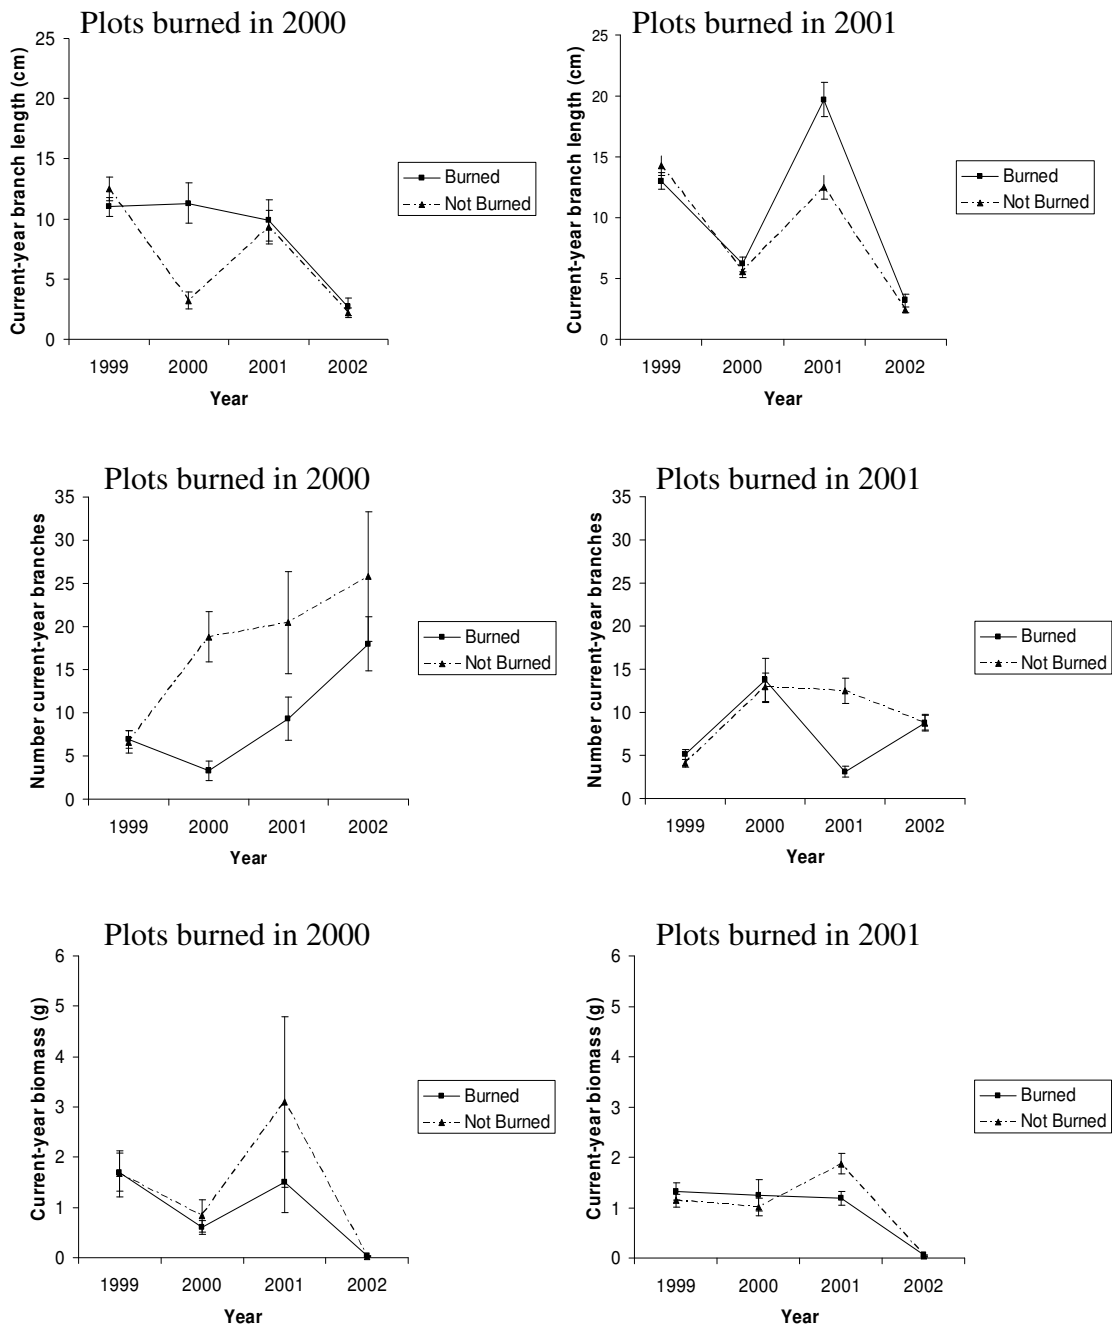 Plots burned in 2000
Current-year branch length (cm)
25
20
15
10
5
0
1999 2000 2001 2002
Year
Burned
Not Burned
Plots burned in 2001
Current-year branch length (cm)
25
20
15
10
5
0
1999 2000 2001 2002
Year
Burned
Not Burned
Plots burned in 2000
Number current-year branches
35
30
25
20
15
10
5
0
1999 2000 2001 2002
Year
Burned
Not Burned
Plots burned in 2001
Number current-year branches
35
30
25
20
15
10
5
0
1999 2000 2001 2002
Year
Burned
Not Burned
Plots burned in 2000
Current-year biomass (g)
6
5
4
3
2
1
0
1999 2000 2001 2002
Year
Burned
Not Burned
Plots burned in 2001
Current-year biomass (g)
6
5
4
3
2
1
0
1999 2000 2001 2002
Year
Burned
Not Burned